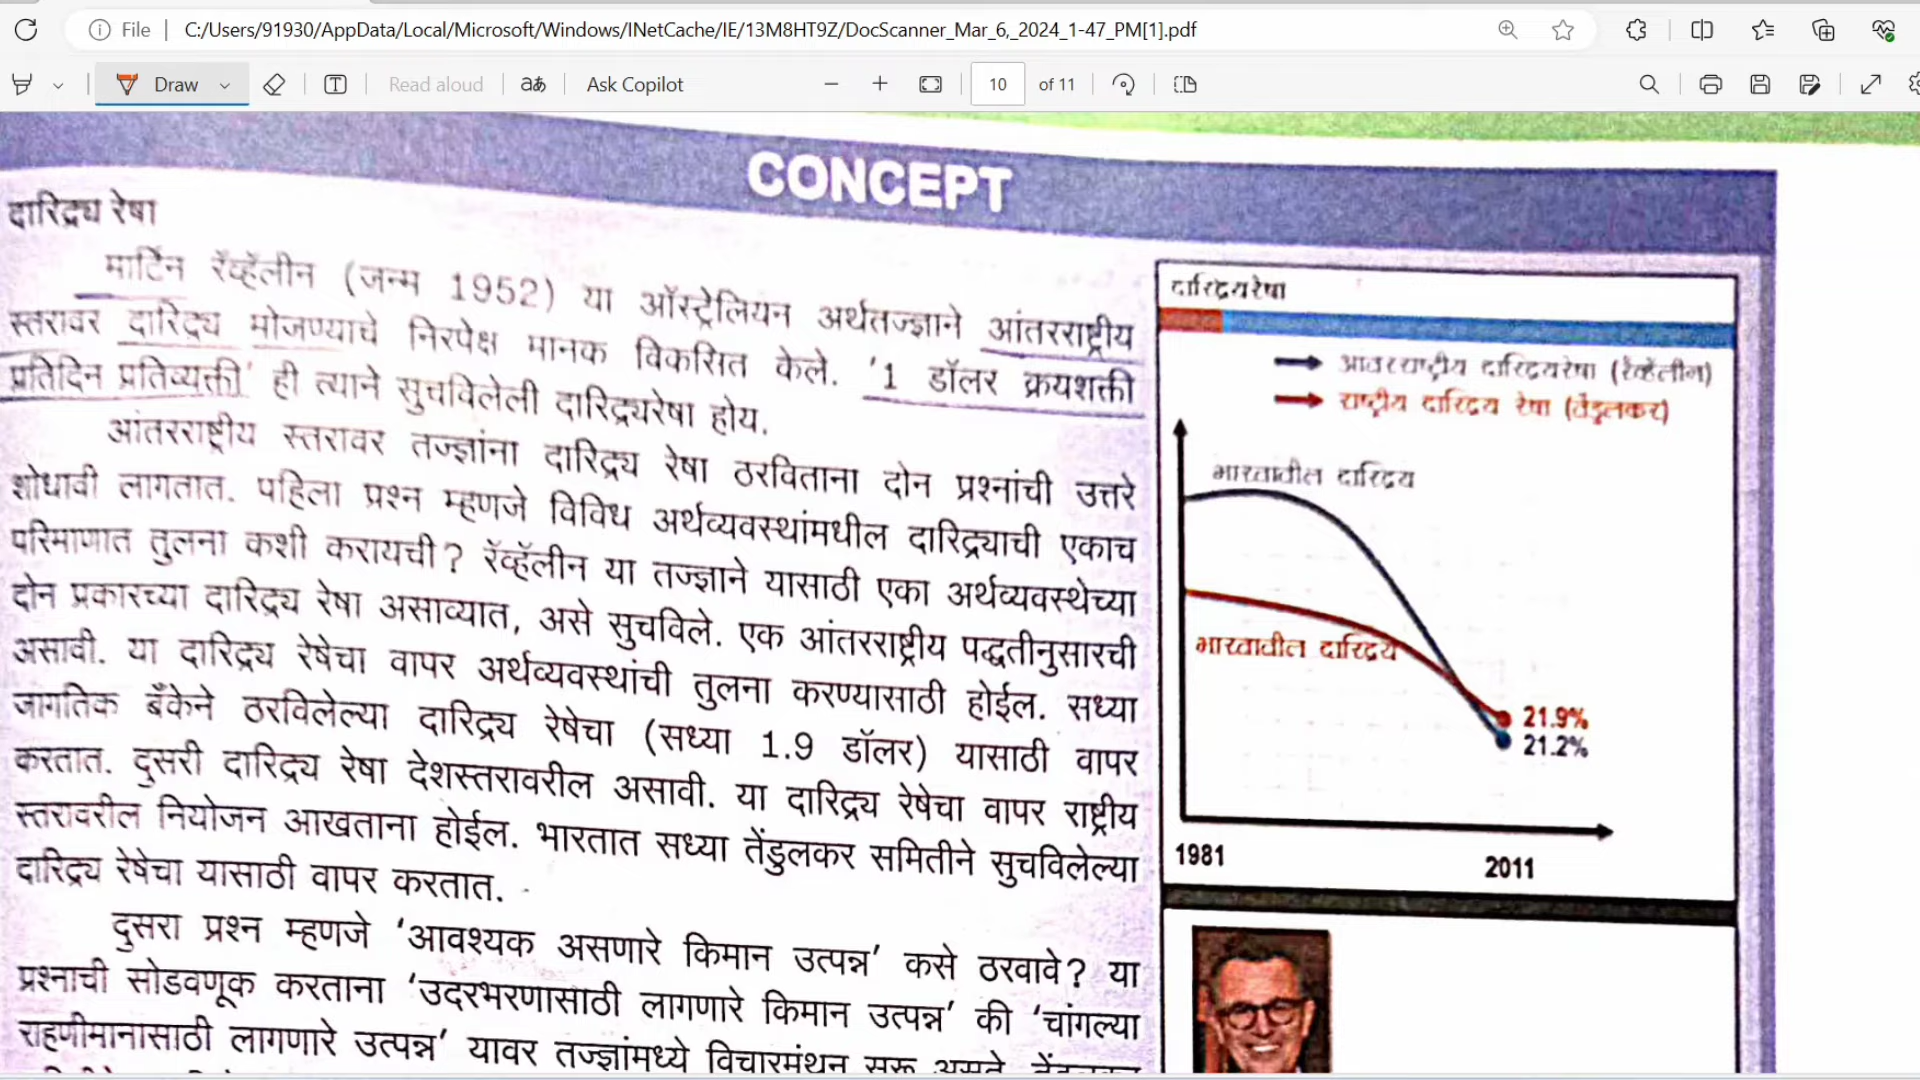 File
C:/Users/91930/AppData/Local/Microsoft/Windows/INetCache/IE/13M8HT9Z/DocScanner_Mar_6,_2024_1-47_PM[1].pdf
Draw
Read aloud
Ask Copilot
10 of 11
CONCEPT
दारिद्र्य रेषा
मार्टिन रॅव्हॅलीन (जन्म 1952) या ऑस्ट्रेलियन अर्थतज्ज्ञाने आंतरराष्ट्रीय
स्तरावर दारिद्र्य मोजण्याचे निरपेक्ष मानक विकसित केले. '1 डॉलर क्रयशक्ती
प्रतिदिन प्रतिव्यक्ती' ही त्याने सुचविलेली दारिद्र्यरेषा होय.
आंतरराष्ट्रीय स्तरावर तज्ज्ञांना दारिद्र्य रेषा ठरविताना दोन प्रश्नांची उत्तरे
शोधावी लागतात. पहिला प्रश्न म्हणजे विविध अर्थव्यवस्थांमधील दारिद्र्याची एकाच
परिमाणात तुलना कशी करायची? रॅव्हॅलीन या तज्ज्ञाने यासाठी एका अर्थव्यवस्थेच्या
दोन प्रकारच्या दारिद्र्य रेषा असाव्यात, असे सुचविले. एक आंतरराष्ट्रीय पद्धतीनुसारची
असावी. या दारिद्र्य रेषेचा वापर अर्थव्यवस्थांची तुलना करण्यासाठी होईल. सध्या
जागतिक बँकेने ठरविलेल्या दारिद्र्य रेषेचा (सध्या 1.9 डॉलर) यासाठी वापर
करतात. दुसरी दारिद्र्य रेषा देशस्तरावरील असावी. या दारिद्र्य रेषेचा वापर राष्ट्रीय
स्तरावरील नियोजन आखताना होईल. भारतात सध्या तेंडुलकर समितीने सुचविलेल्या
दारिद्र्य रेषेचा यासाठी वापर करतात.
दुसरा प्रश्न म्हणजे 'आवश्यक असणारे किमान उत्पन्न' कसे ठरवावे? या
प्रश्नाची सोडवणूक करताना 'उदरभरणासाठी लागणारे किमान उत्पन्न' की 'चांगल्या
राहणीमानासाठी लागणारे उत्पन्न' यावर तज्ज्ञांमध्ये विचारमंथन सुरू असते.
दारिद्रयरेषा
आंतरराष्ट्रीय दारिद्रयरेषा (रॅव्हॅलीन)
राष्ट्रीय दारिद्रय रेषा (तेंडुलकर)
भारतातील दारिद्रय
भारतातील दारिद्रय
21.9%
21.2%
1981
2011